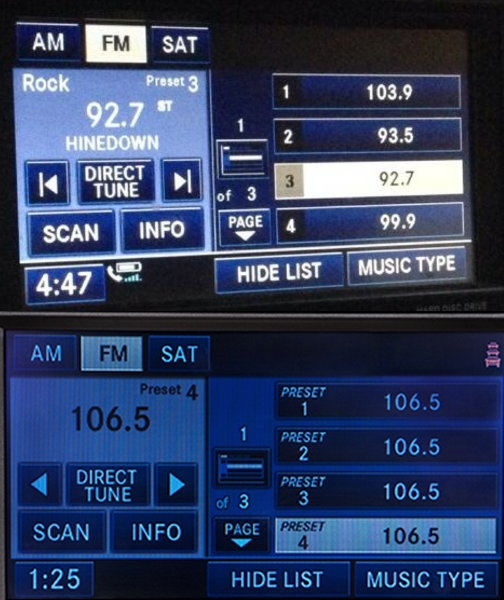 AM FM SAT
Rock Preset 3
92.7 ST
HINEDOWN
DIRECT
TUNE
SCAN INFO
1
of 3
PAGE
1 103.9
2 93.5
3 92.7
4 99.9
4:47
HIDE LIST MUSIC TYPE
HARD DISC DRIVE
AM FM SAT
Preset 4
106.5
DIRECT
TUNE
SCAN INFO
1
of 3
PAGE
PRESET
1 106.5
PRESET
2 106.5
PRESET
3 106.5
PRESET
4 106.5
1:25
HIDE LIST MUSIC TYPE